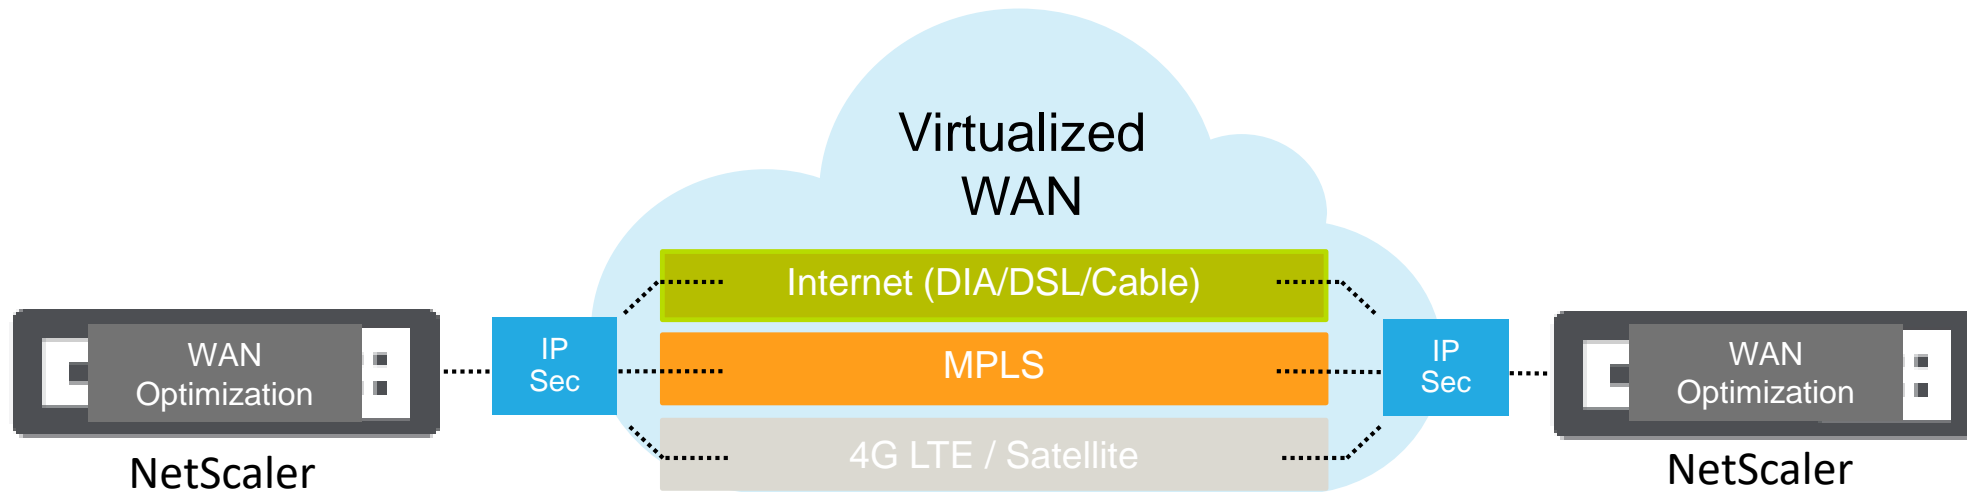 Virtualized
WAN
Internet (DIA/DSL/Cable)
WAN
Optimization
IP
Sec
MPLS
IP
Sec
WAN
Optimization
4G LTE / Satellite
NetScaler
NetScaler